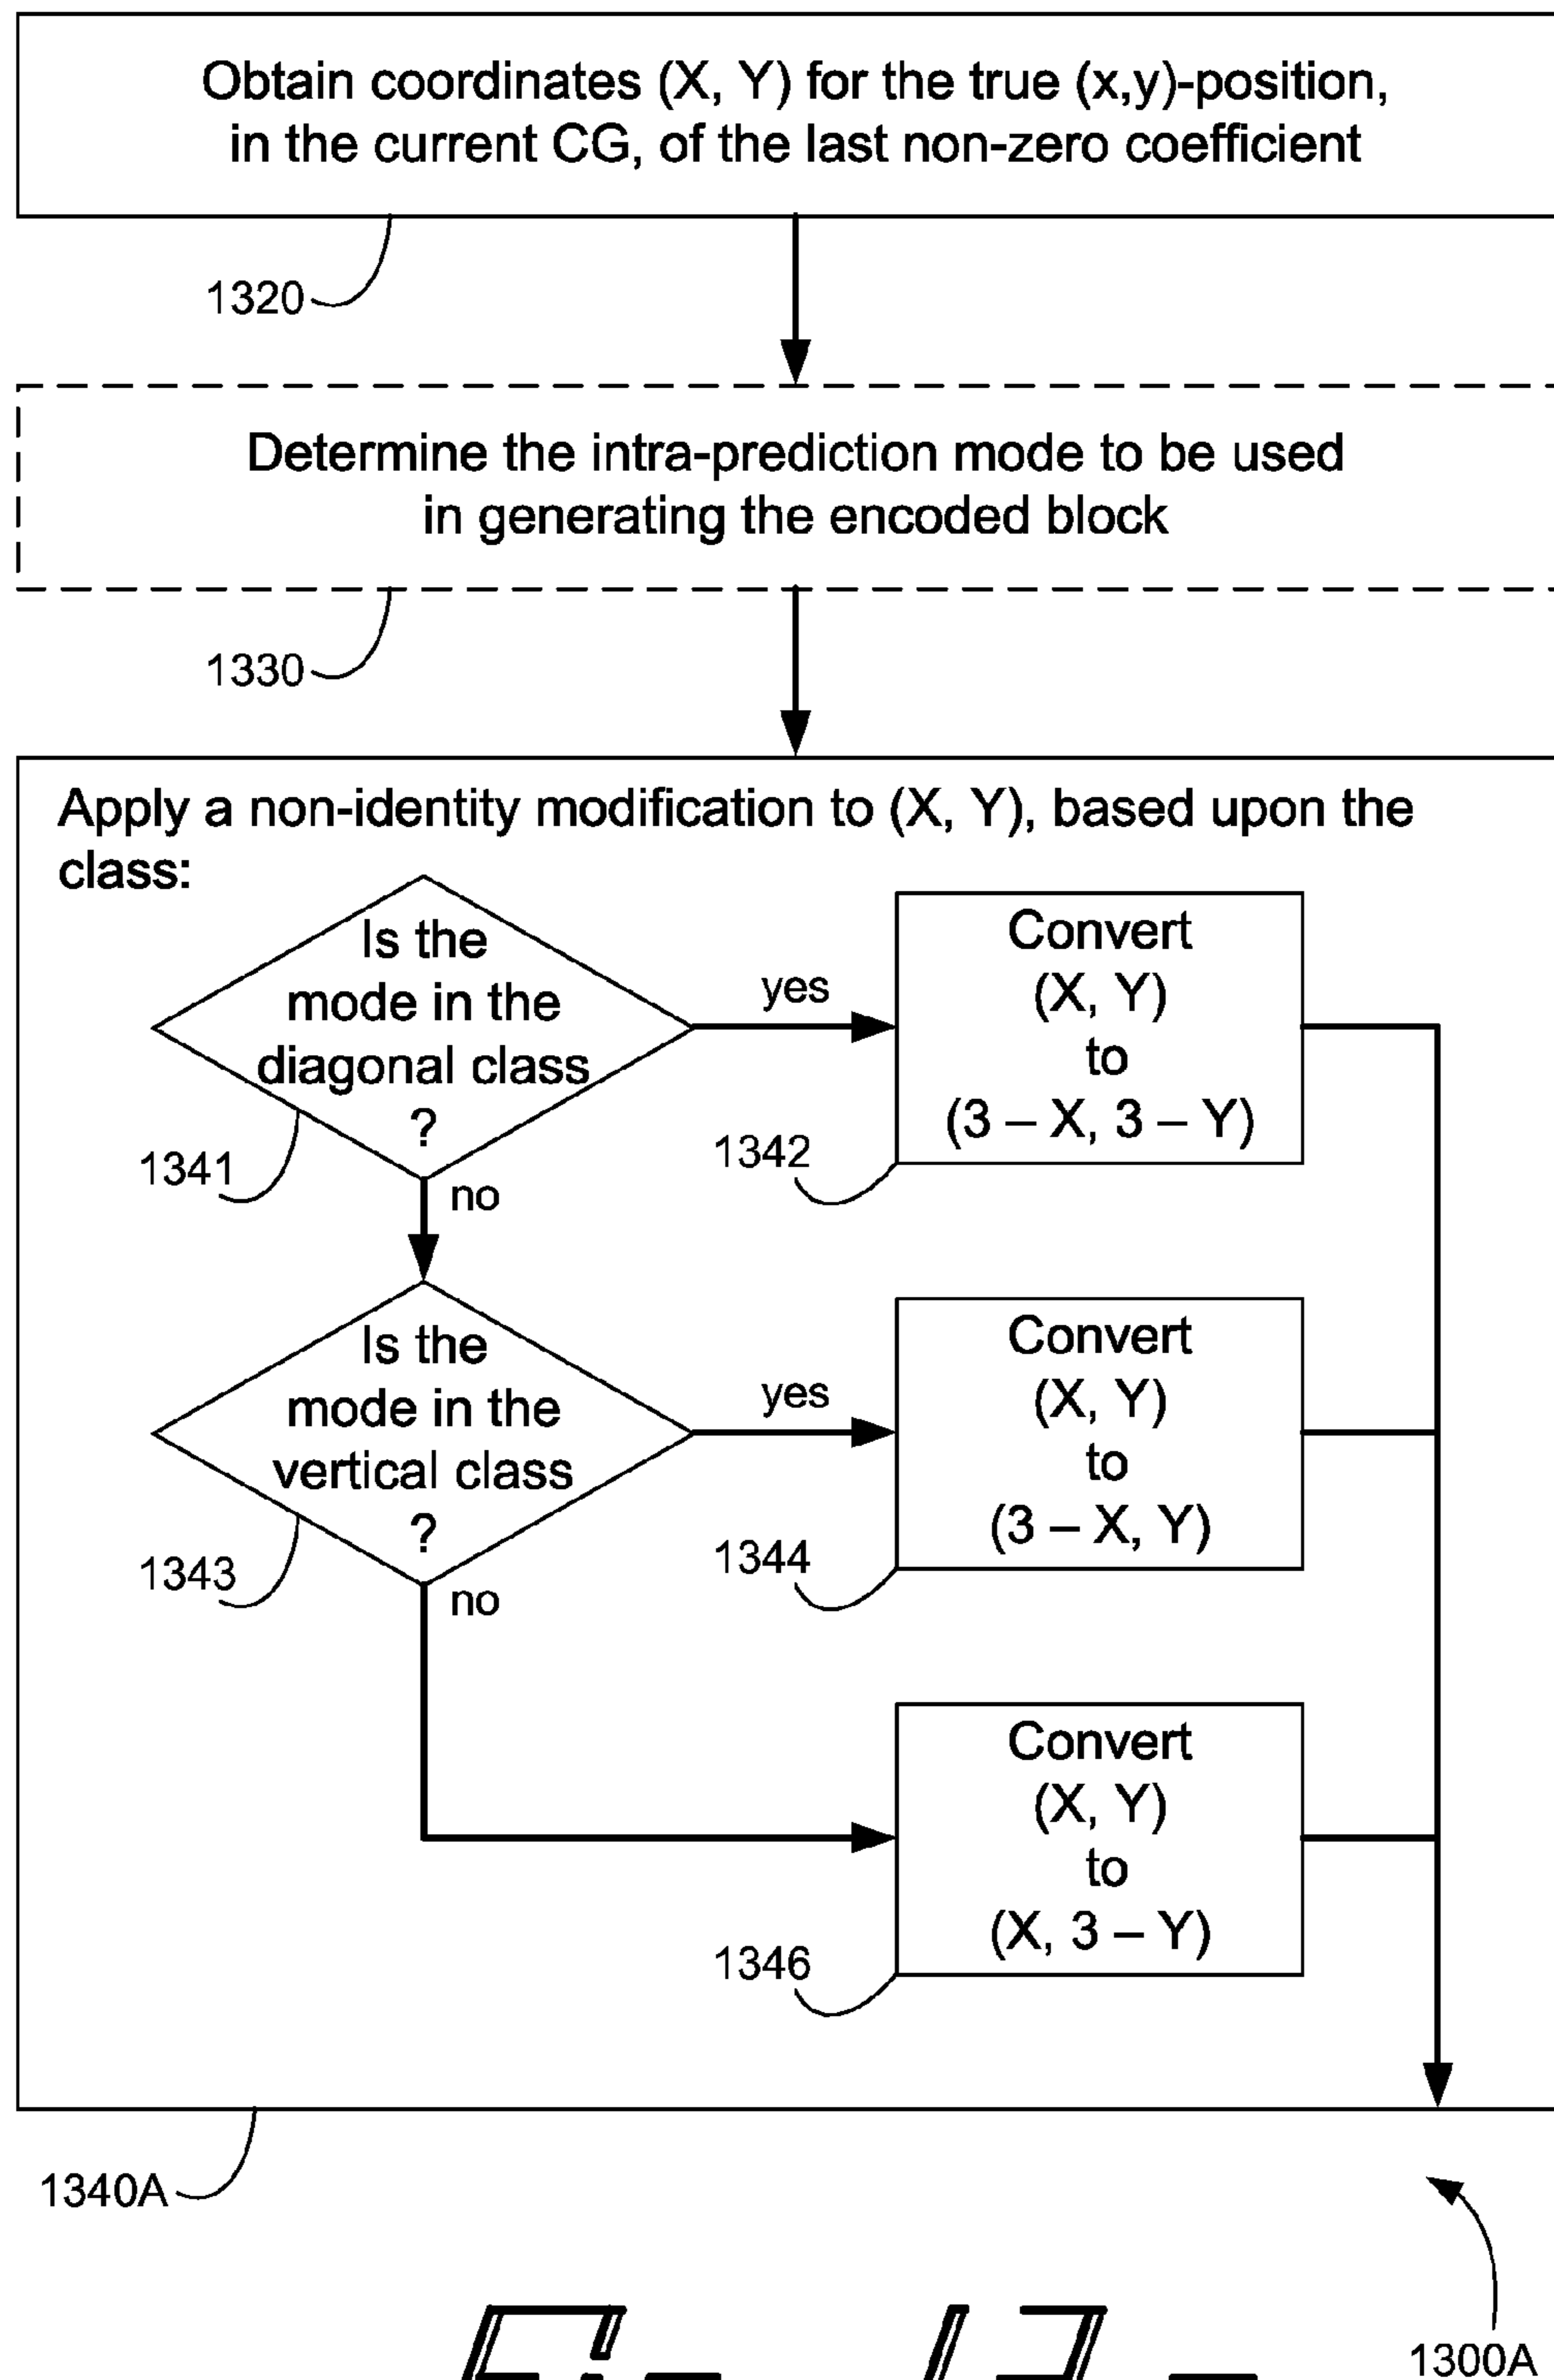 Obtain coordinates (X, Y) for the true (x,y)-position,
in the current CG, of the last non-zero coefficient
1320
Determine the intra-prediction mode to be used
in generating the encoded block
1330
Apply a non-identity modification to (X, Y), based upon the
class:
Is the
mode in the
diagonal class
?
1341
yes
no
Convert
(X, Y)
to
(3 – X, 3 – Y)
1342
Is the
mode in the
vertical class
?
1343
yes
no
Convert
(X, Y)
to
(3 – X, Y)
1344
Convert
(X, Y)
to
(X, 3 – Y)
1346
1340A
1300A